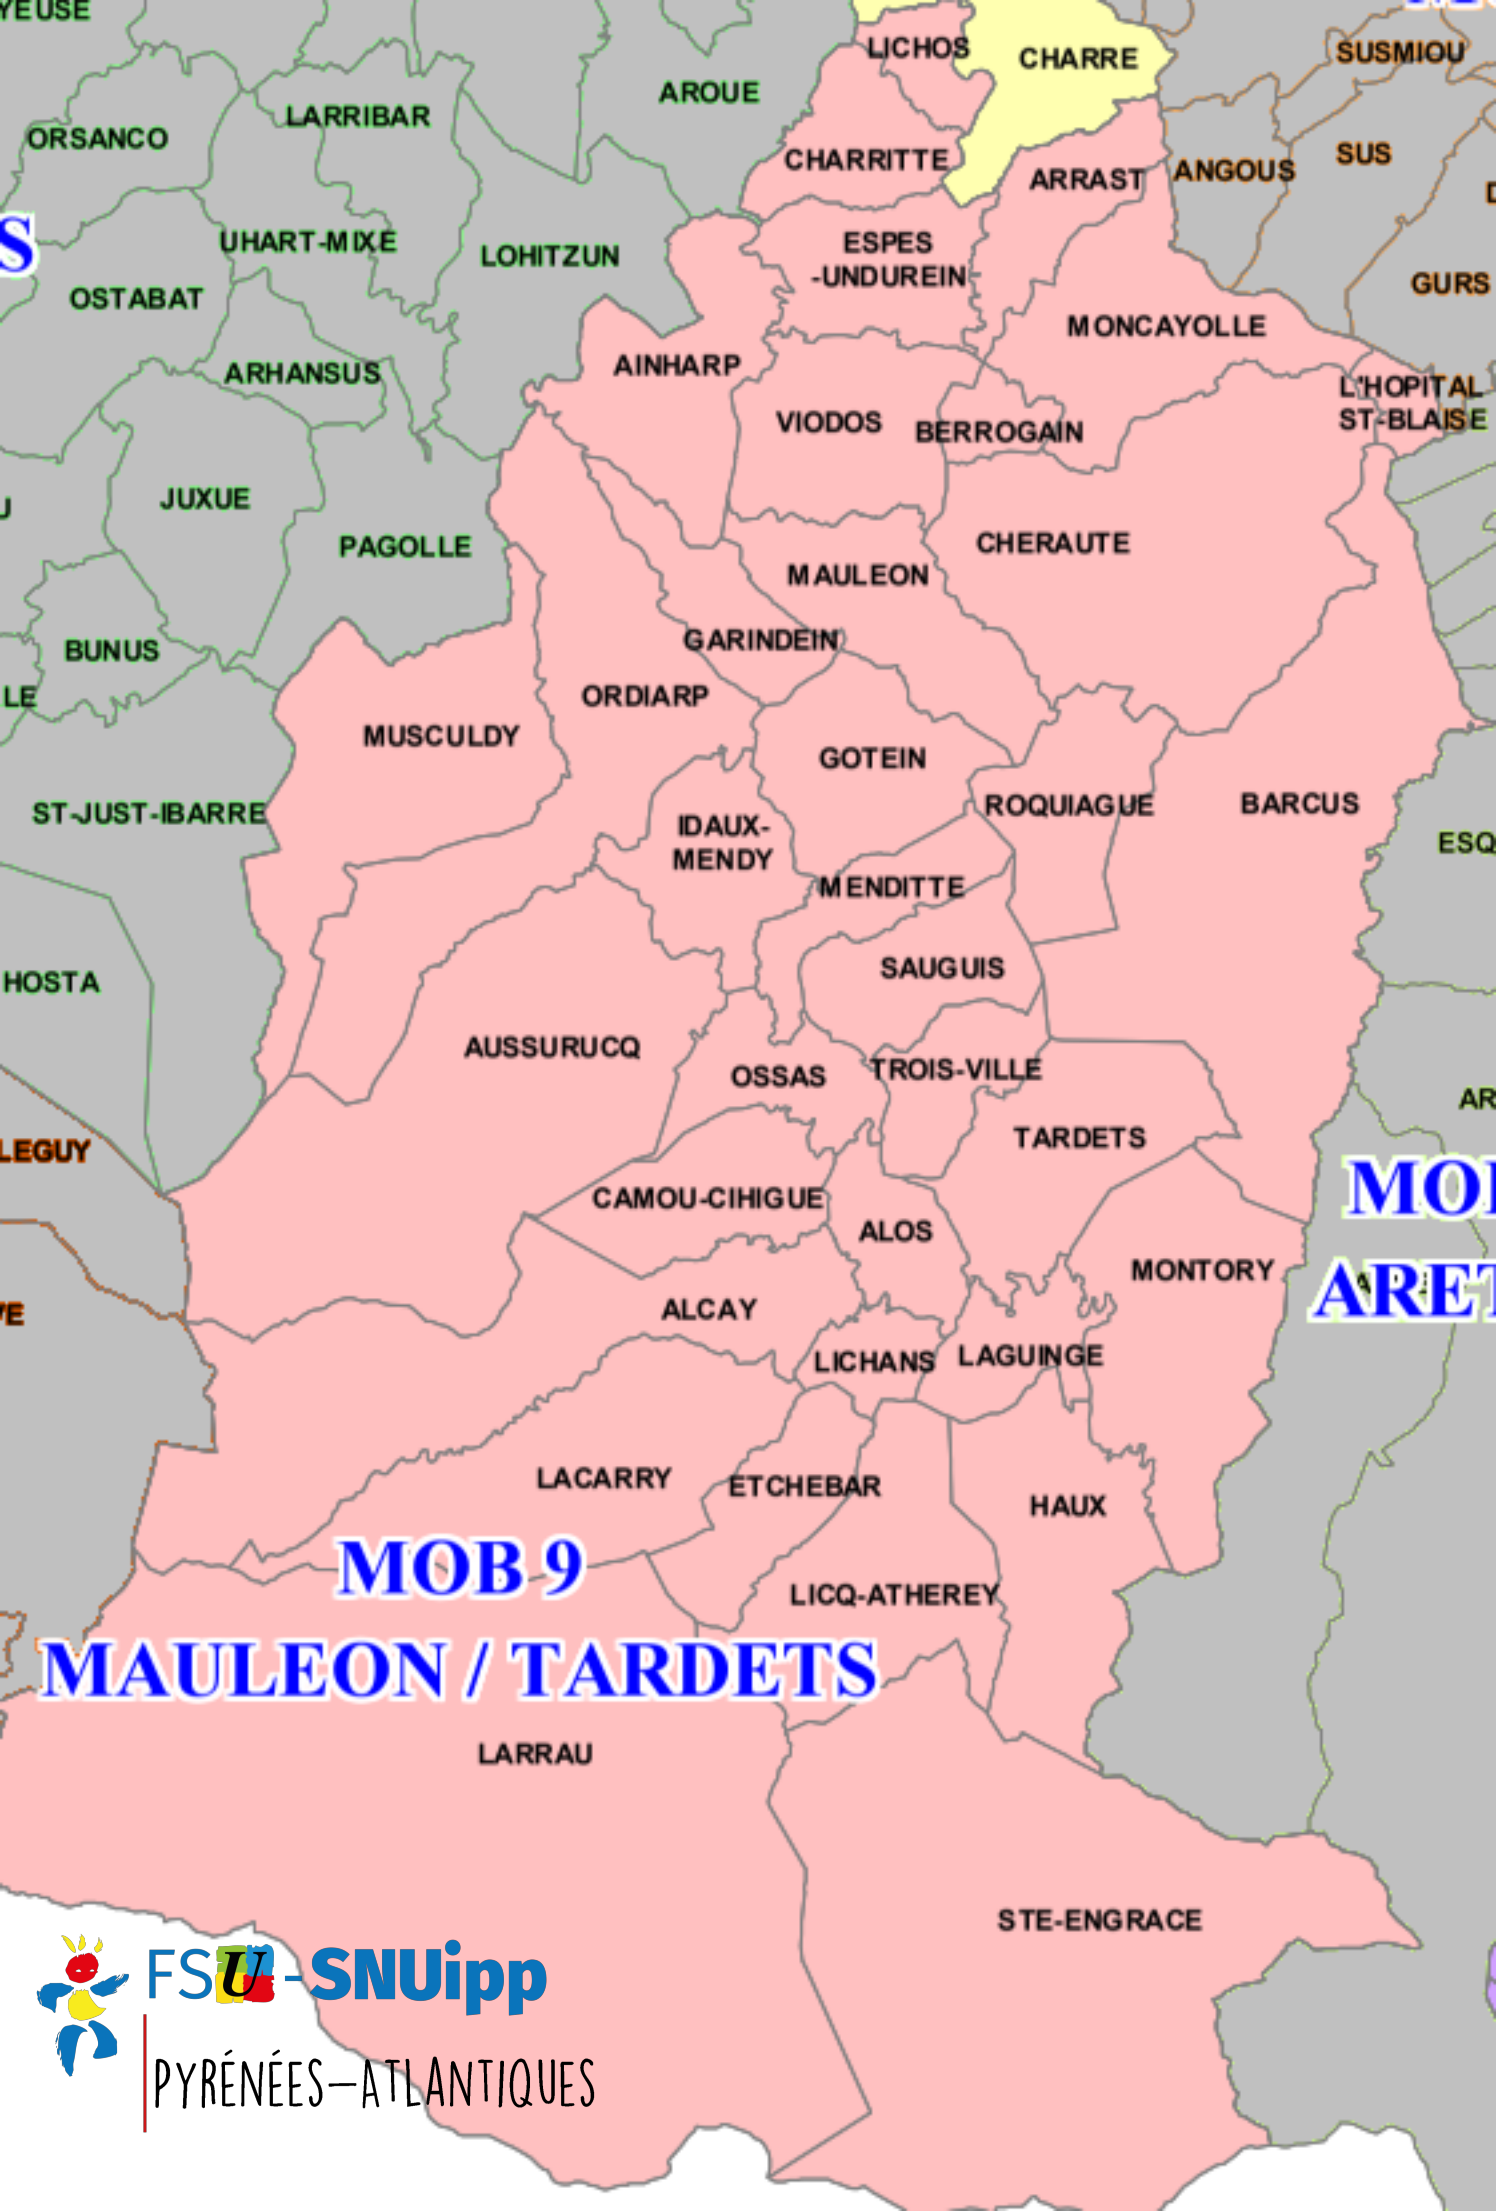 YEUSE
LICHOS
CHARRE
SUSMIOU
AROUE
LARRIBAR
ORSANCO
CHARRITTE
ARRAST
ANGOUS
SUS
S
UHART-MIXE
LOHITZUN
ESPES
-UNDUREIN
OSTABAT
GURS
MONCAYOLLE
ARHANSUS
AINHARP
L'HOPITAL
ST-BLAISE
VIODOS
BERROGAIN
JUXUE
PAGOLLE
CHERAUTE
MAULEON
BUNUS
GARINDEIN
LE
ORDIARP
MUSCULDY
GOTEIN
ST-JUST-IBARRE
ROQUIAGUE
BARCUS
IDAUX-
MENDY
ESQ
MENDITTE
HOSTA
SAUGUIS
AUSSURUCQ
OSSAS
TROIS-VILLE
AR
LEGUY
TARDETS
CAMOU-CIHIGUE
ALOS
MONTORY
ARET
ALCAY
LICHANS
LAGUINGE
LACARRY
ETCHEBAR
HAUX
MOB 9
MAULEON / TARDETS
LICQ-ATHEREY
LARRAU
STE-ENGRACE
FSU-SNUipp
PYRÉNÉES-ATLANTIQUES